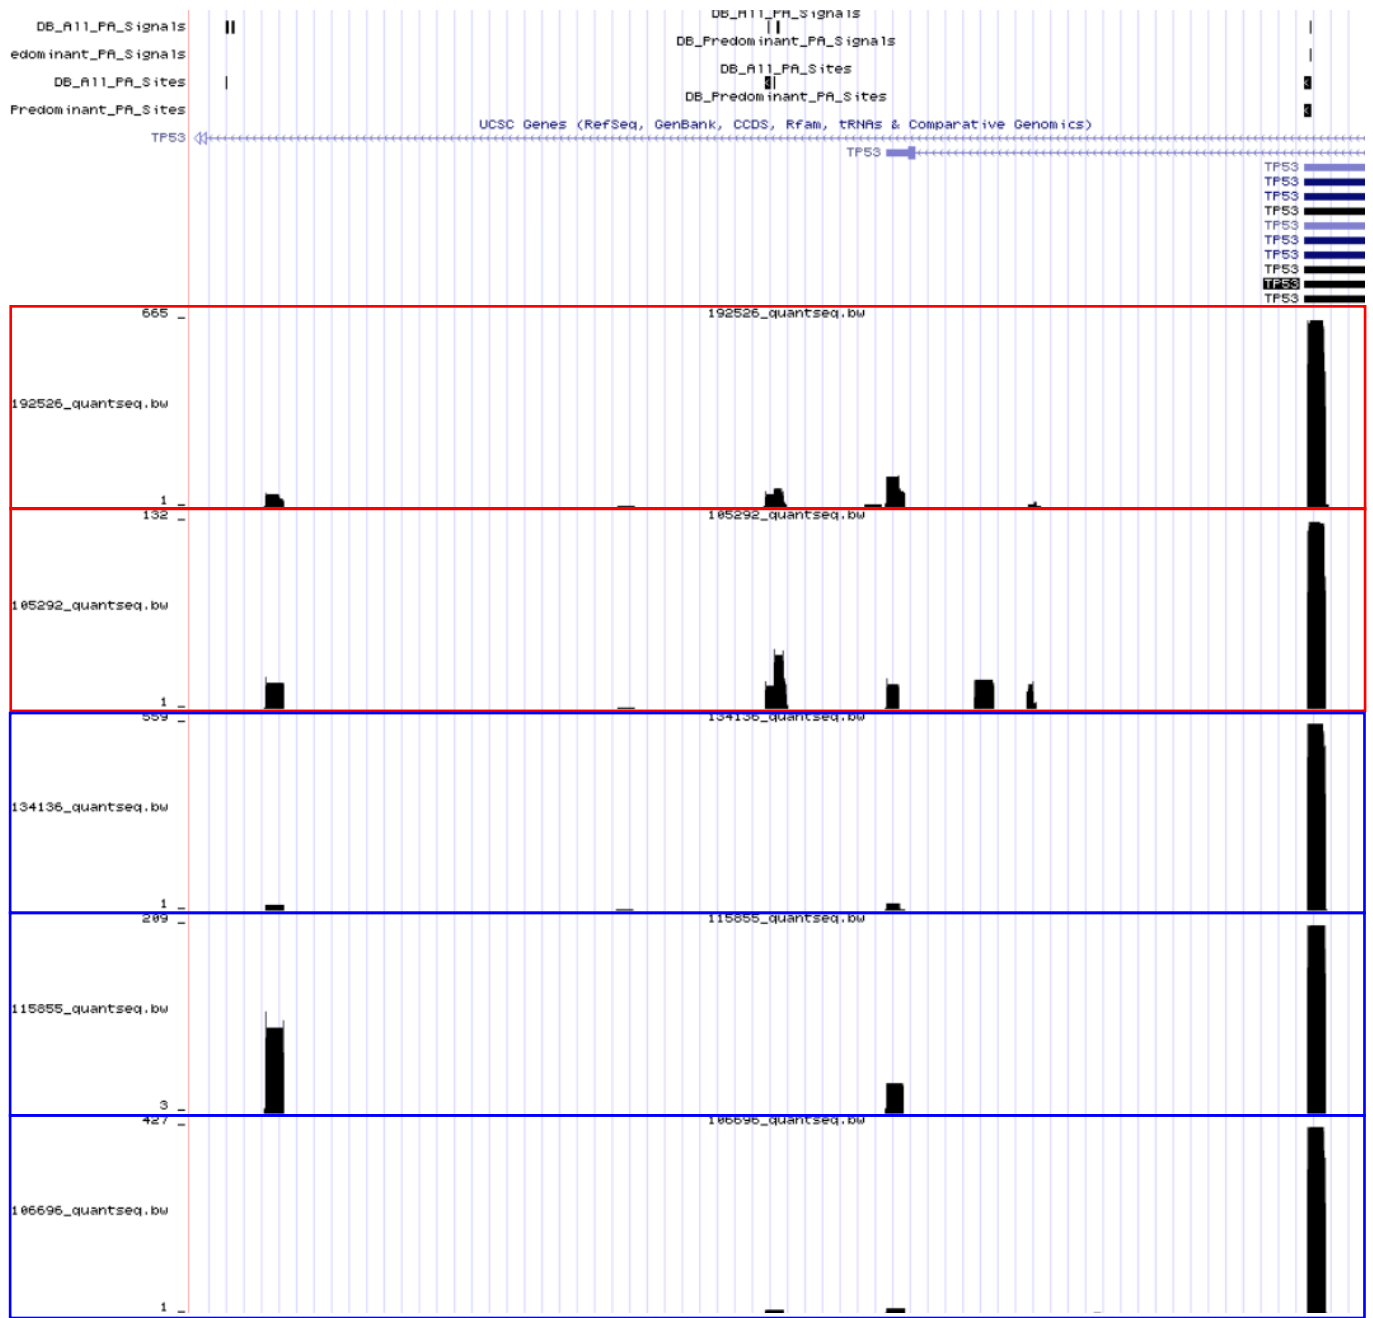 DB_All_PA_Signals
DB_All_PA_Signals
DB_Predominant_PA_Signals
edominant_PA_Signals
DB_All_PA_Sites
DB_All_PA_Sites
DB_Predominant_PA_Sites
Predominant_PA_Sites
UCSC Genes (RefSeq, GenBank, CCDS, Rfam, tRNAs & Comparative Genomics)
TP53
TP53
TP53
TP53
TP53
TP53
TP53
TP53
TP53
TP53
TP53
TP53
665 _
192526_quantseq.bw
192526_quantseq.bw
1 _
132 _
105292_quantseq.bw
105292_quantseq.bw
1 _
559 _
134136_quantseq.bw
134136_quantseq.bw
1 _
209 _
115855_quantseq.bw
115855_quantseq.bw
3 _
427 _
106696_quantseq.bw
106696_quantseq.bw
1 _